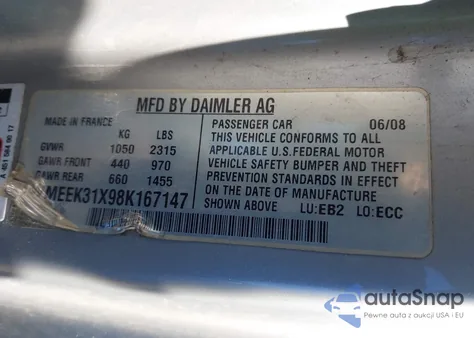 MFD BY DAIMLER AG
MADE IN FRANCE
KG LBS
GVWR 1050 2315
GAWR FRONT 440 970
GAWR REAR 660 1455
MEEK31X98K167147
PASSENGER CAR 06/08
THIS VEHICLE CONFORMS TO ALL
APPLICABLE U.S. FEDERAL MOTOR
VEHICLE SAFETY BUMPER AND THEFT
PREVENTION STANDARDS IN EFFECT
ON THE DATE OF MANUFACTURE
SHOWN ABOVE LU:EB2 LO:ECC
autoSnap
Pewne auta z aukcji USA i EU